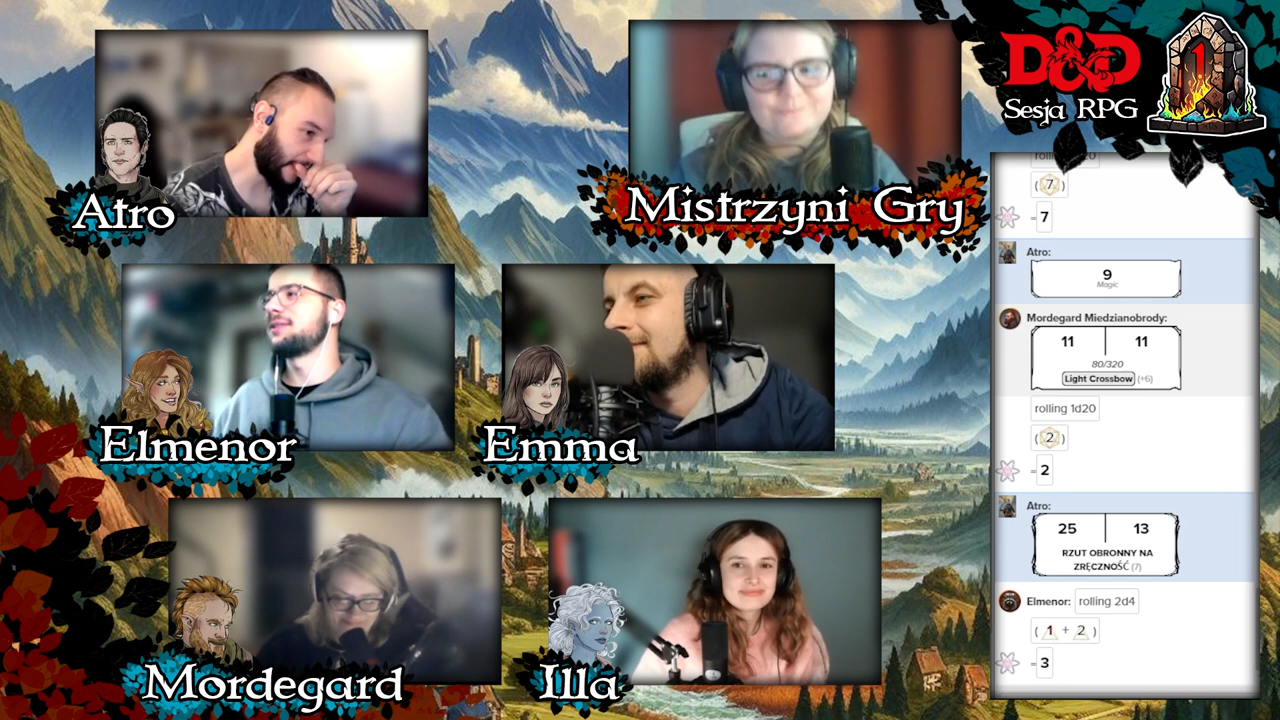 D&D
Sesja RPG
1
Atro
Mistrzyni Gry
Elmenor
Emma
Mordegard
Illa
( 7 )
= 7
Atro:
9
Magic
Mordegard Miedzianobrody:
11 11
80/320
Light Crossbow (+6)
rolling 1d20
( 2 )
= 2
Atro:
25 13
RZUT OBRONNY NA
ZRĘCZNOŚĆ (7)
Elmenor: rolling 2d4
( 1 + 2 )
= 3